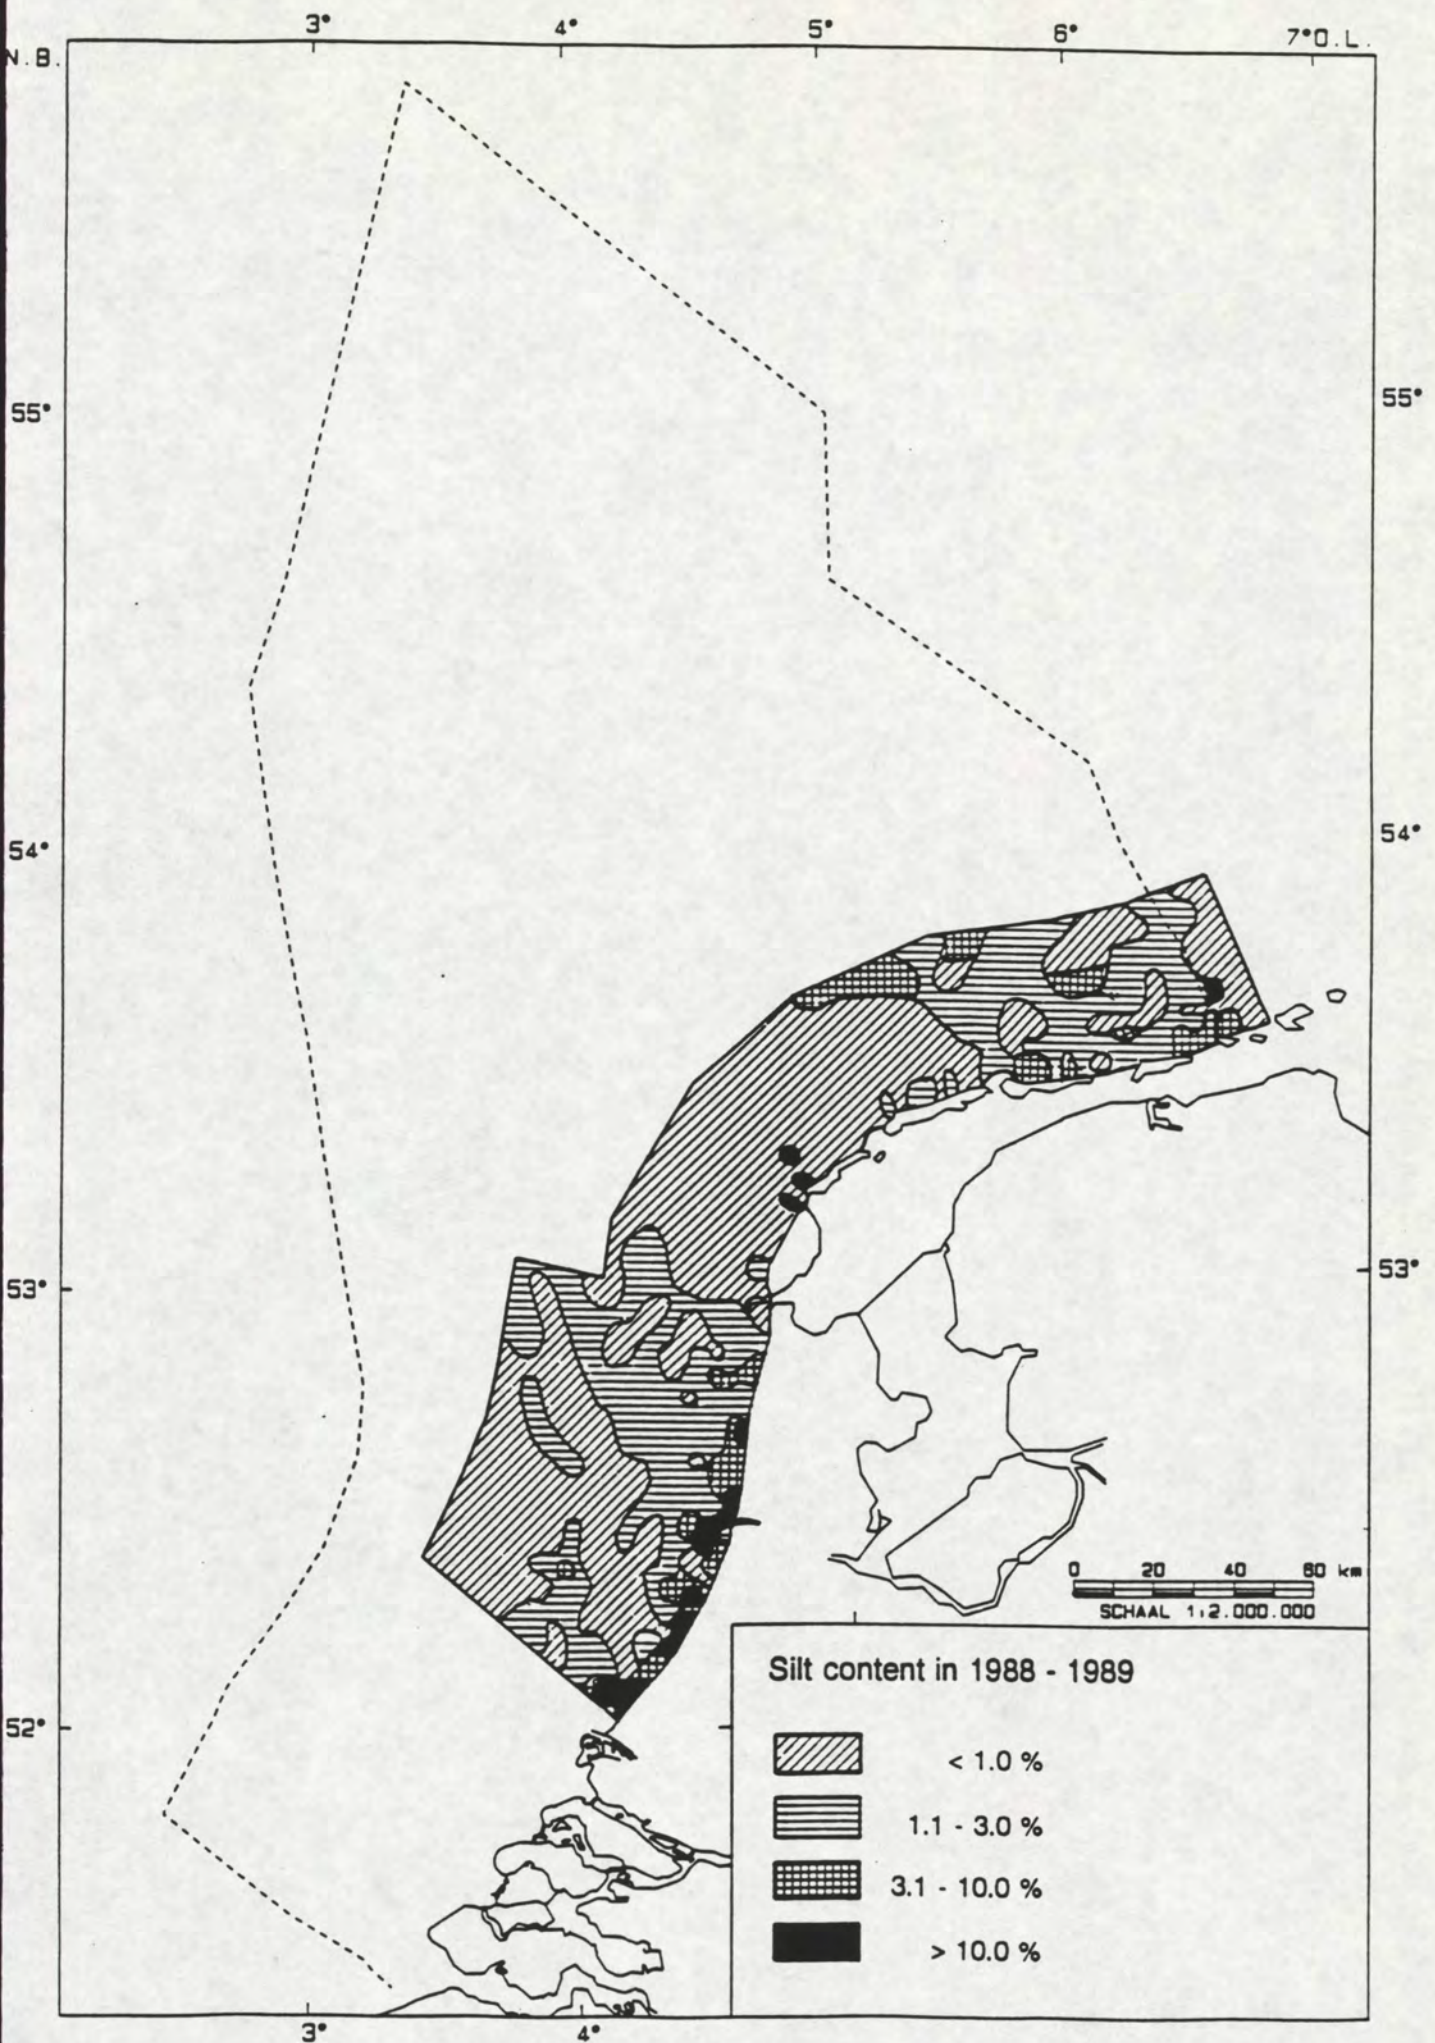 3° 4° 5° 6° 7°O.L.
N.B.
55° 55°
54° 54°
53° 53°
0 20 40 60 km
SCHAAL 1:2.000.000
Silt content in 1988 - 1989
52°
< 1.0 %
1.1 - 3.0 %
3.1 - 10.0 %
> 10.0 %
3° 4°